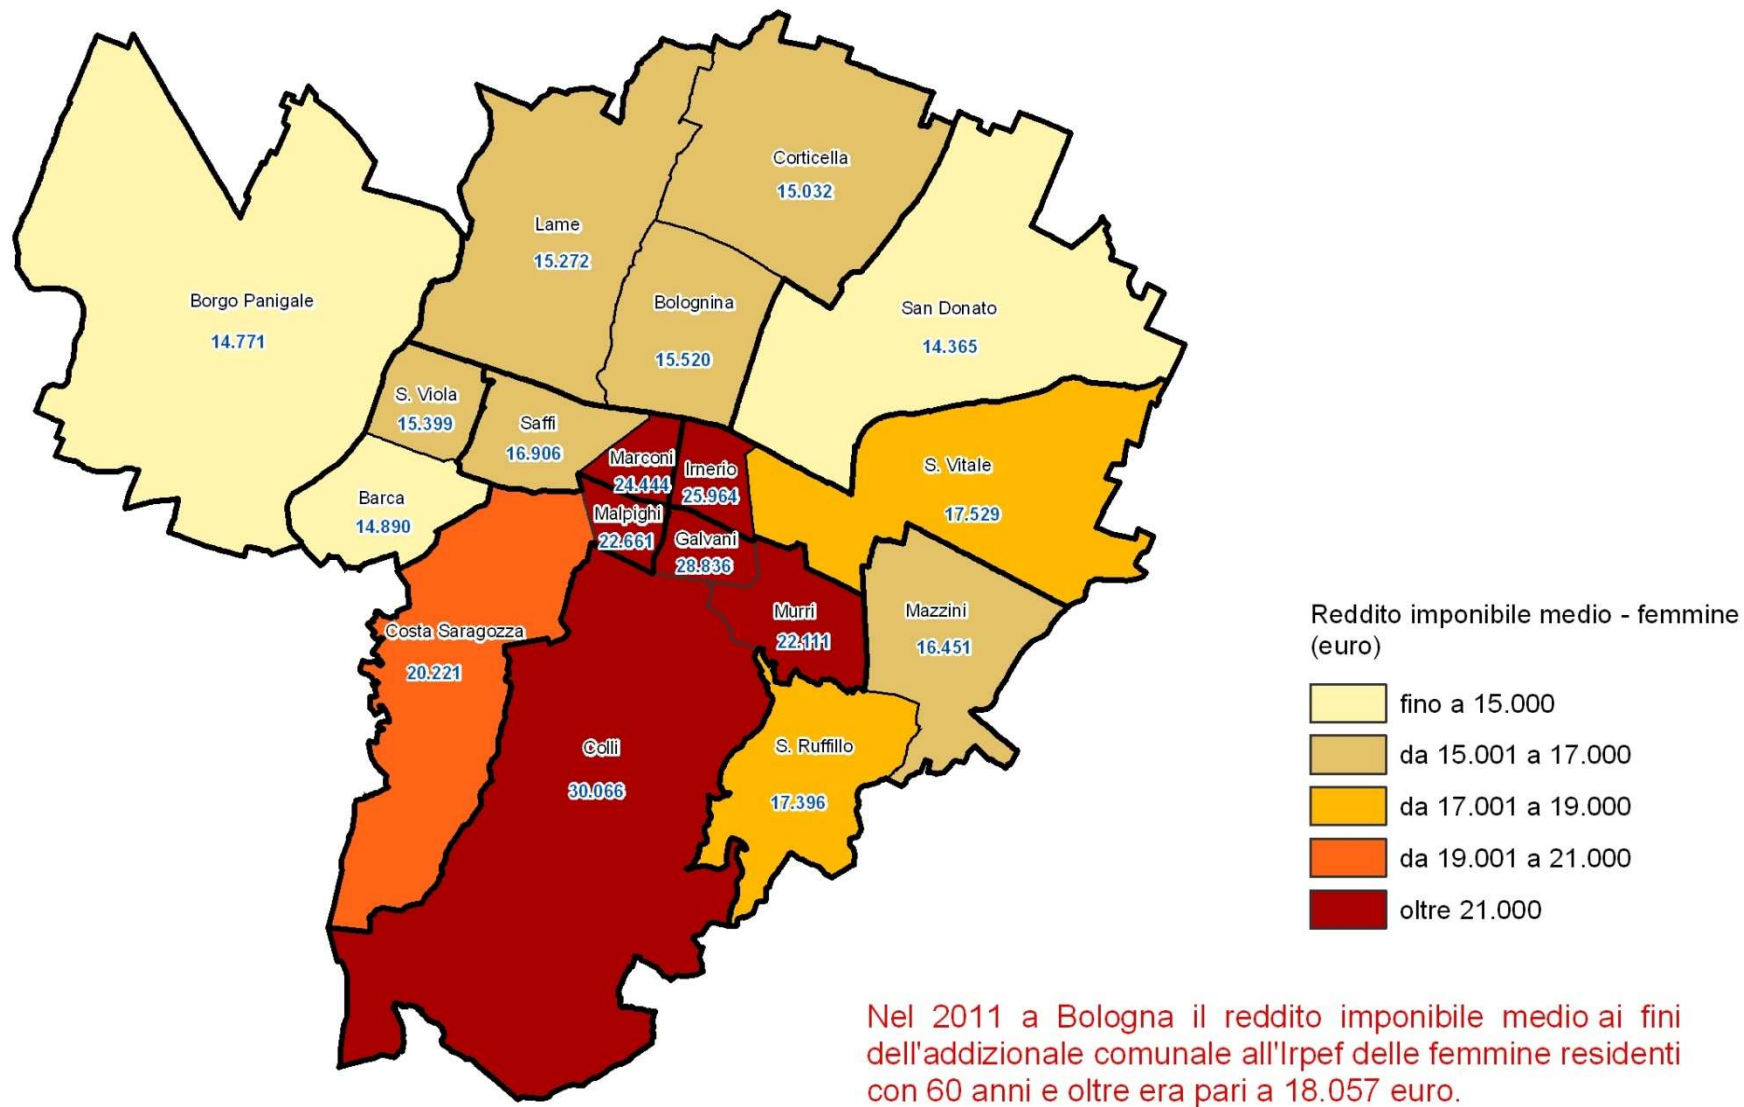 Corticella
15.032
Lame
15.272
Borgo Panigale
14.771
Bolognina
15.520
San Donato
14.365
S. Viola
15.399
Saffi
16.906
Marconi
24.444
Irnerio
25.964
S. Vitale
17.529
Barca
14.890
Malpighi
22.661
Galvani
28.836
Costa Saragozza
20.221
Murri
22.111
Mazzini
16.451
Colli
30.066
S. Ruffillo
17.396
Reddito imponibile medio - femmine
(euro)
fino a 15.000
da 15.001 a 17.000
da 17.001 a 19.000
da 19.001 a 21.000
oltre 21.000
Nel 2011 a Bologna il reddito imponibile medio ai fini
dell'addizionale comunale all'Irpef delle femmine residenti
con 60 anni e oltre era pari a 18.057 euro.